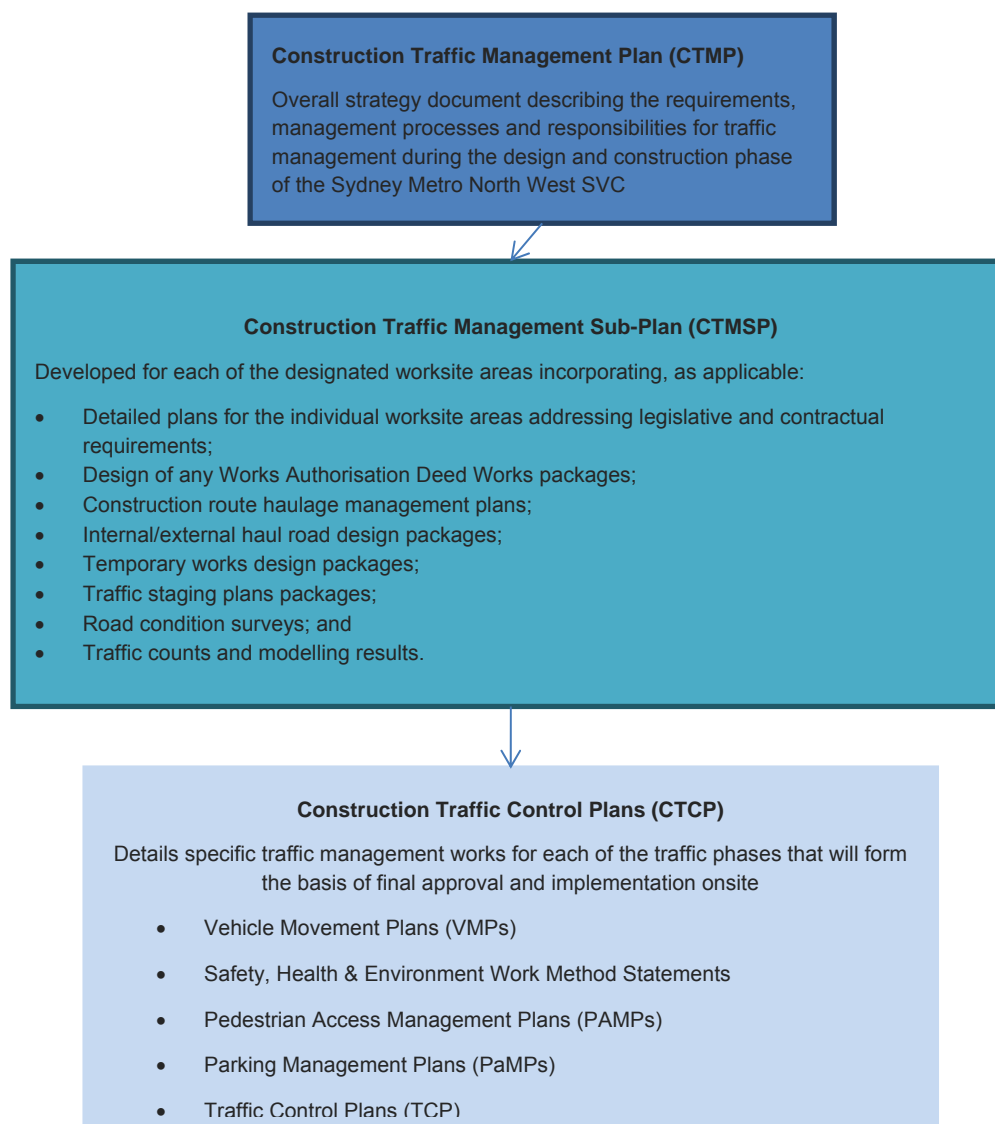 Construction Traffic Management Plan (CTMP)
Overall strategy document describing the requirements,
management processes and responsibilities for traffic
management during the design and construction phase
of the Sydney Metro North West SVC
Construction Traffic Management Sub-Plan (CTMSP)
Developed for each of the designated worksite areas incorporating, as applicable:
• Detailed plans for the individual worksite areas addressing legislative and contractual
requirements;
• Design of any Works Authorisation Deed Works packages;
• Construction route haulage management plans;
• Internal/external haul road design packages;
• Temporary works design packages;
• Traffic staging plans packages;
• Road condition surveys; and
• Traffic counts and modelling results.
Construction Traffic Control Plans (CTCP)
Details specific traffic management works for each of the traffic phases that will form
the basis of final approval and implementation onsite
• Vehicle Movement Plans (VMPs)
• Safety, Health & Environment Work Method Statements
• Pedestrian Access Management Plans (PAMPs)
• Parking Management Plans (PaMPs)
• Traffic Control Plans (TCP)